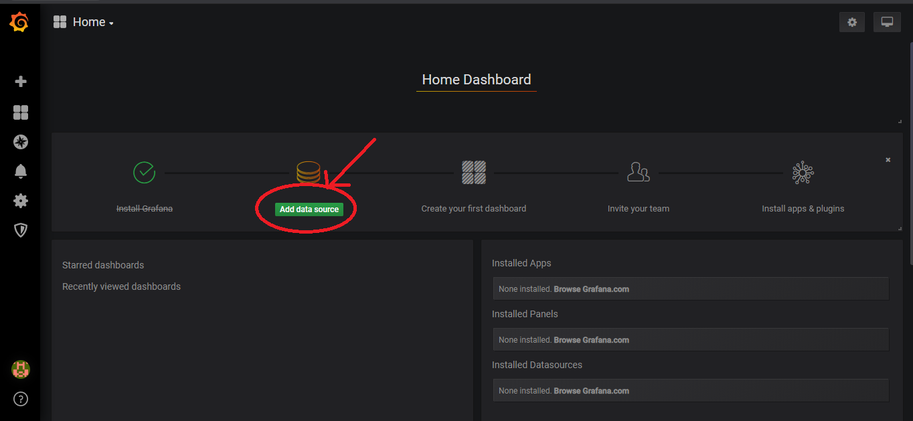 Home
Home Dashboard
Install Grafana
Add data source
Create your first dashboard
Invite your team
Install apps & plugins
Starred dashboards
Recently viewed dashboards
Installed Apps
None installed. Browse Grafana.com
Installed Panels
None installed. Browse Grafana.com
Installed Datasources
None installed. Browse Grafana.com